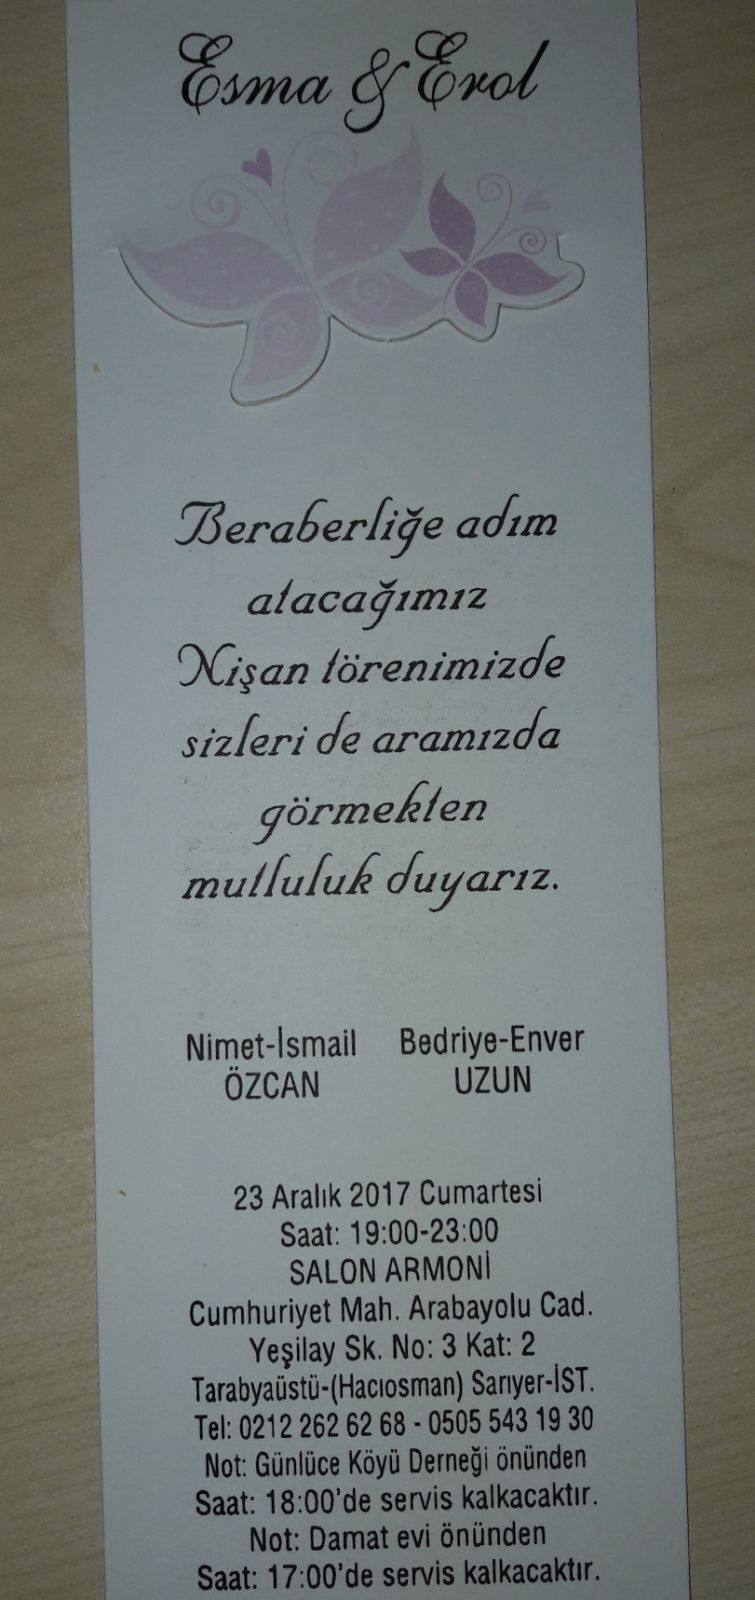 Esma & Erol
Beraberliğe adım
atacağımız
Nişan törenimizde
sizleri de aramızda
görmekten
mutluluk duyarız.
Nimet-İsmail Bedriye-Enver
ÖZCAN UZUN
23 Aralık 2017 Cumartesi
Saat: 19:00-23:00
SALON ARMONİ
Cumhuriyet Mah. Arabayolu Cad.
Yeşilay Sk. No: 3 Kat: 2
Tarabyaüstü-(Hacıosman) Sarıyer-İST.
Tel: 0212 262 62 68 - 0505 543 19 30
Not: Günlüce Köyü Derneği önünden
Saat: 18:00'de servis kalkacaktır.
Not: Damat evi önünden
Saat: 17:00'de servis kalkacaktır.